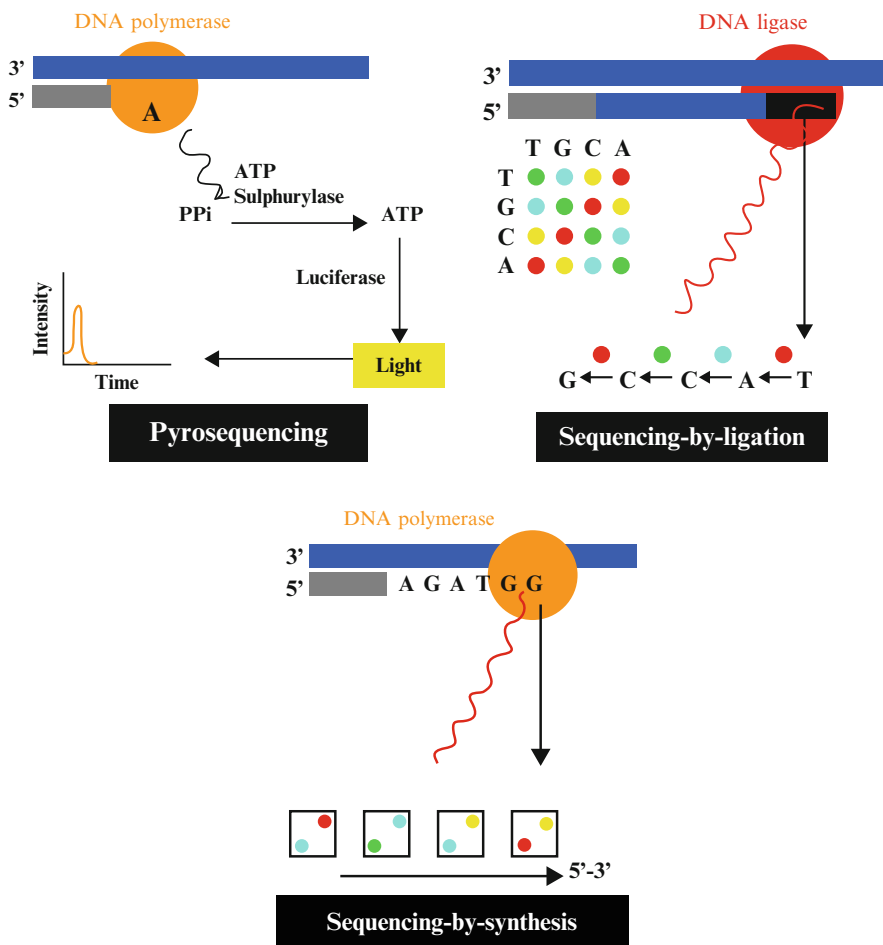 DNA polymerase
3’
5’
A
ATP
Sulphurylase
PPi
ATP
Luciferase
Intensity
Time
Light
Pyrosequencing
DNA ligase
3’
5’
T G C A
T
G
C
A
G C C A T
Sequencing-by-ligation
DNA polymerase
3’
5’
A G A T G G
5’-3’
Sequencing-by-synthesis